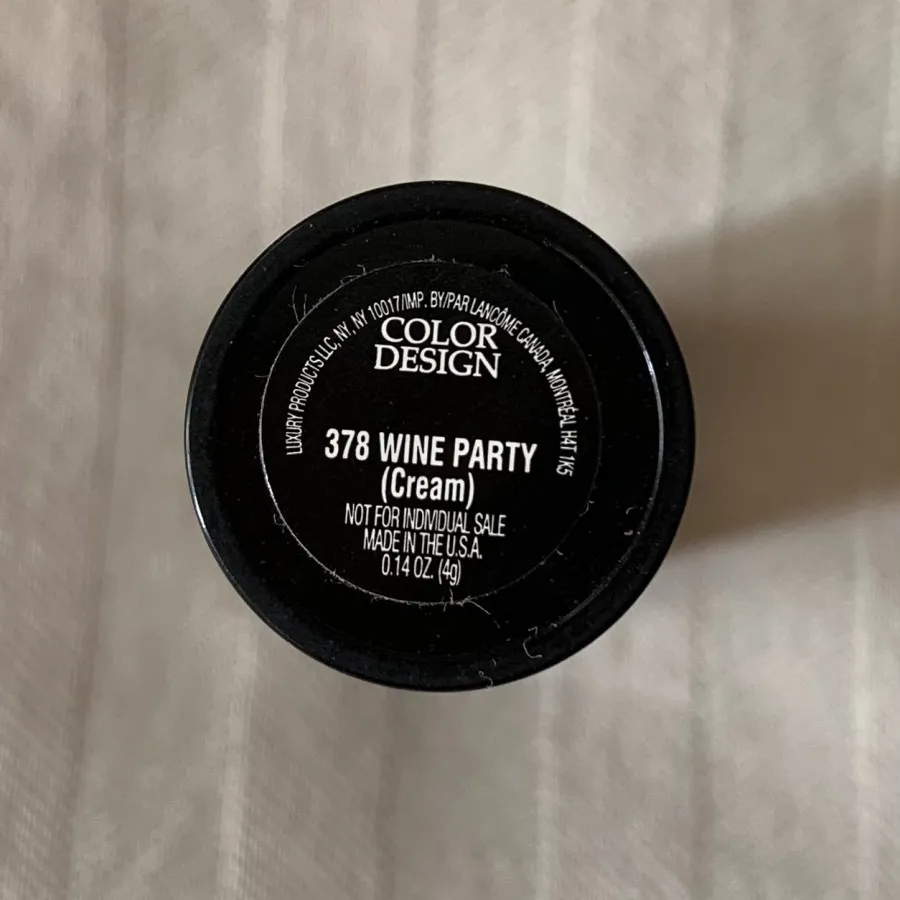 LUXURY PRODUCTS LLC, NY, NY 10017/IMP. BY/PAR LANCÔME CANADA, MONTRÉAL H4T 1K5
COLOR
DESIGN
378 WINE PARTY
(Cream)
NOT FOR INDIVIDUAL SALE
MADE IN THE U.S.A.
0.14 OZ. (4g)